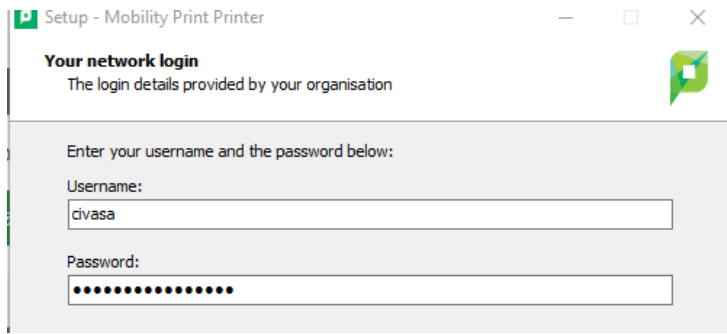 Setup - Mobility Print Printer
Your network login
The login details provided by your organisation
Enter your username and the password below:
Username:
civasa
Password:
●●●●●●●●●●●●●●●●